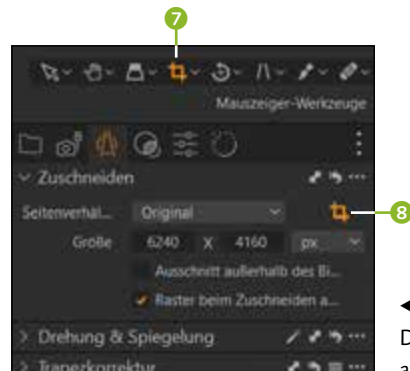 7
Mauszeiger-Werkzeuge
Zuschneiden
Seitenverhäl... Original
8
Größe 6240 X 4160 px
Ausschnitt außerhalb des Bi...
Raster beim Zuschneiden a...
Drehung & Spiegelung
Trapezkorrektur
D
a